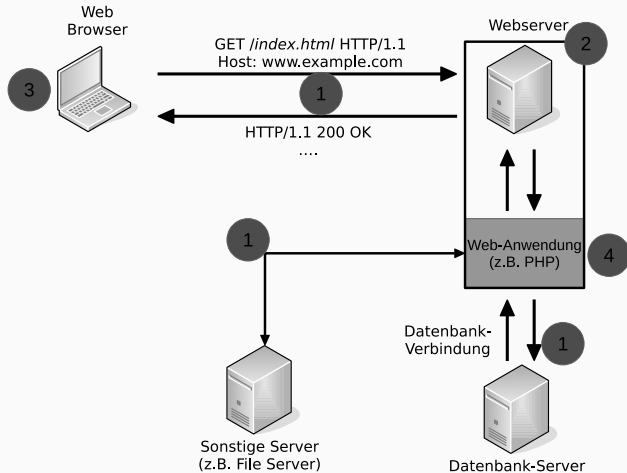 Web
Browser
Webserver
GET /index.html HTTP/1.1
Host: www.example.com
2
3
1
HTTP/1.1 200 OK
....
1
Web-Anwendung
(z.B. PHP)
4
Datenbank-
Verbindung
1
Sonstige Server
(z.B. File Server)
Datenbank-Server